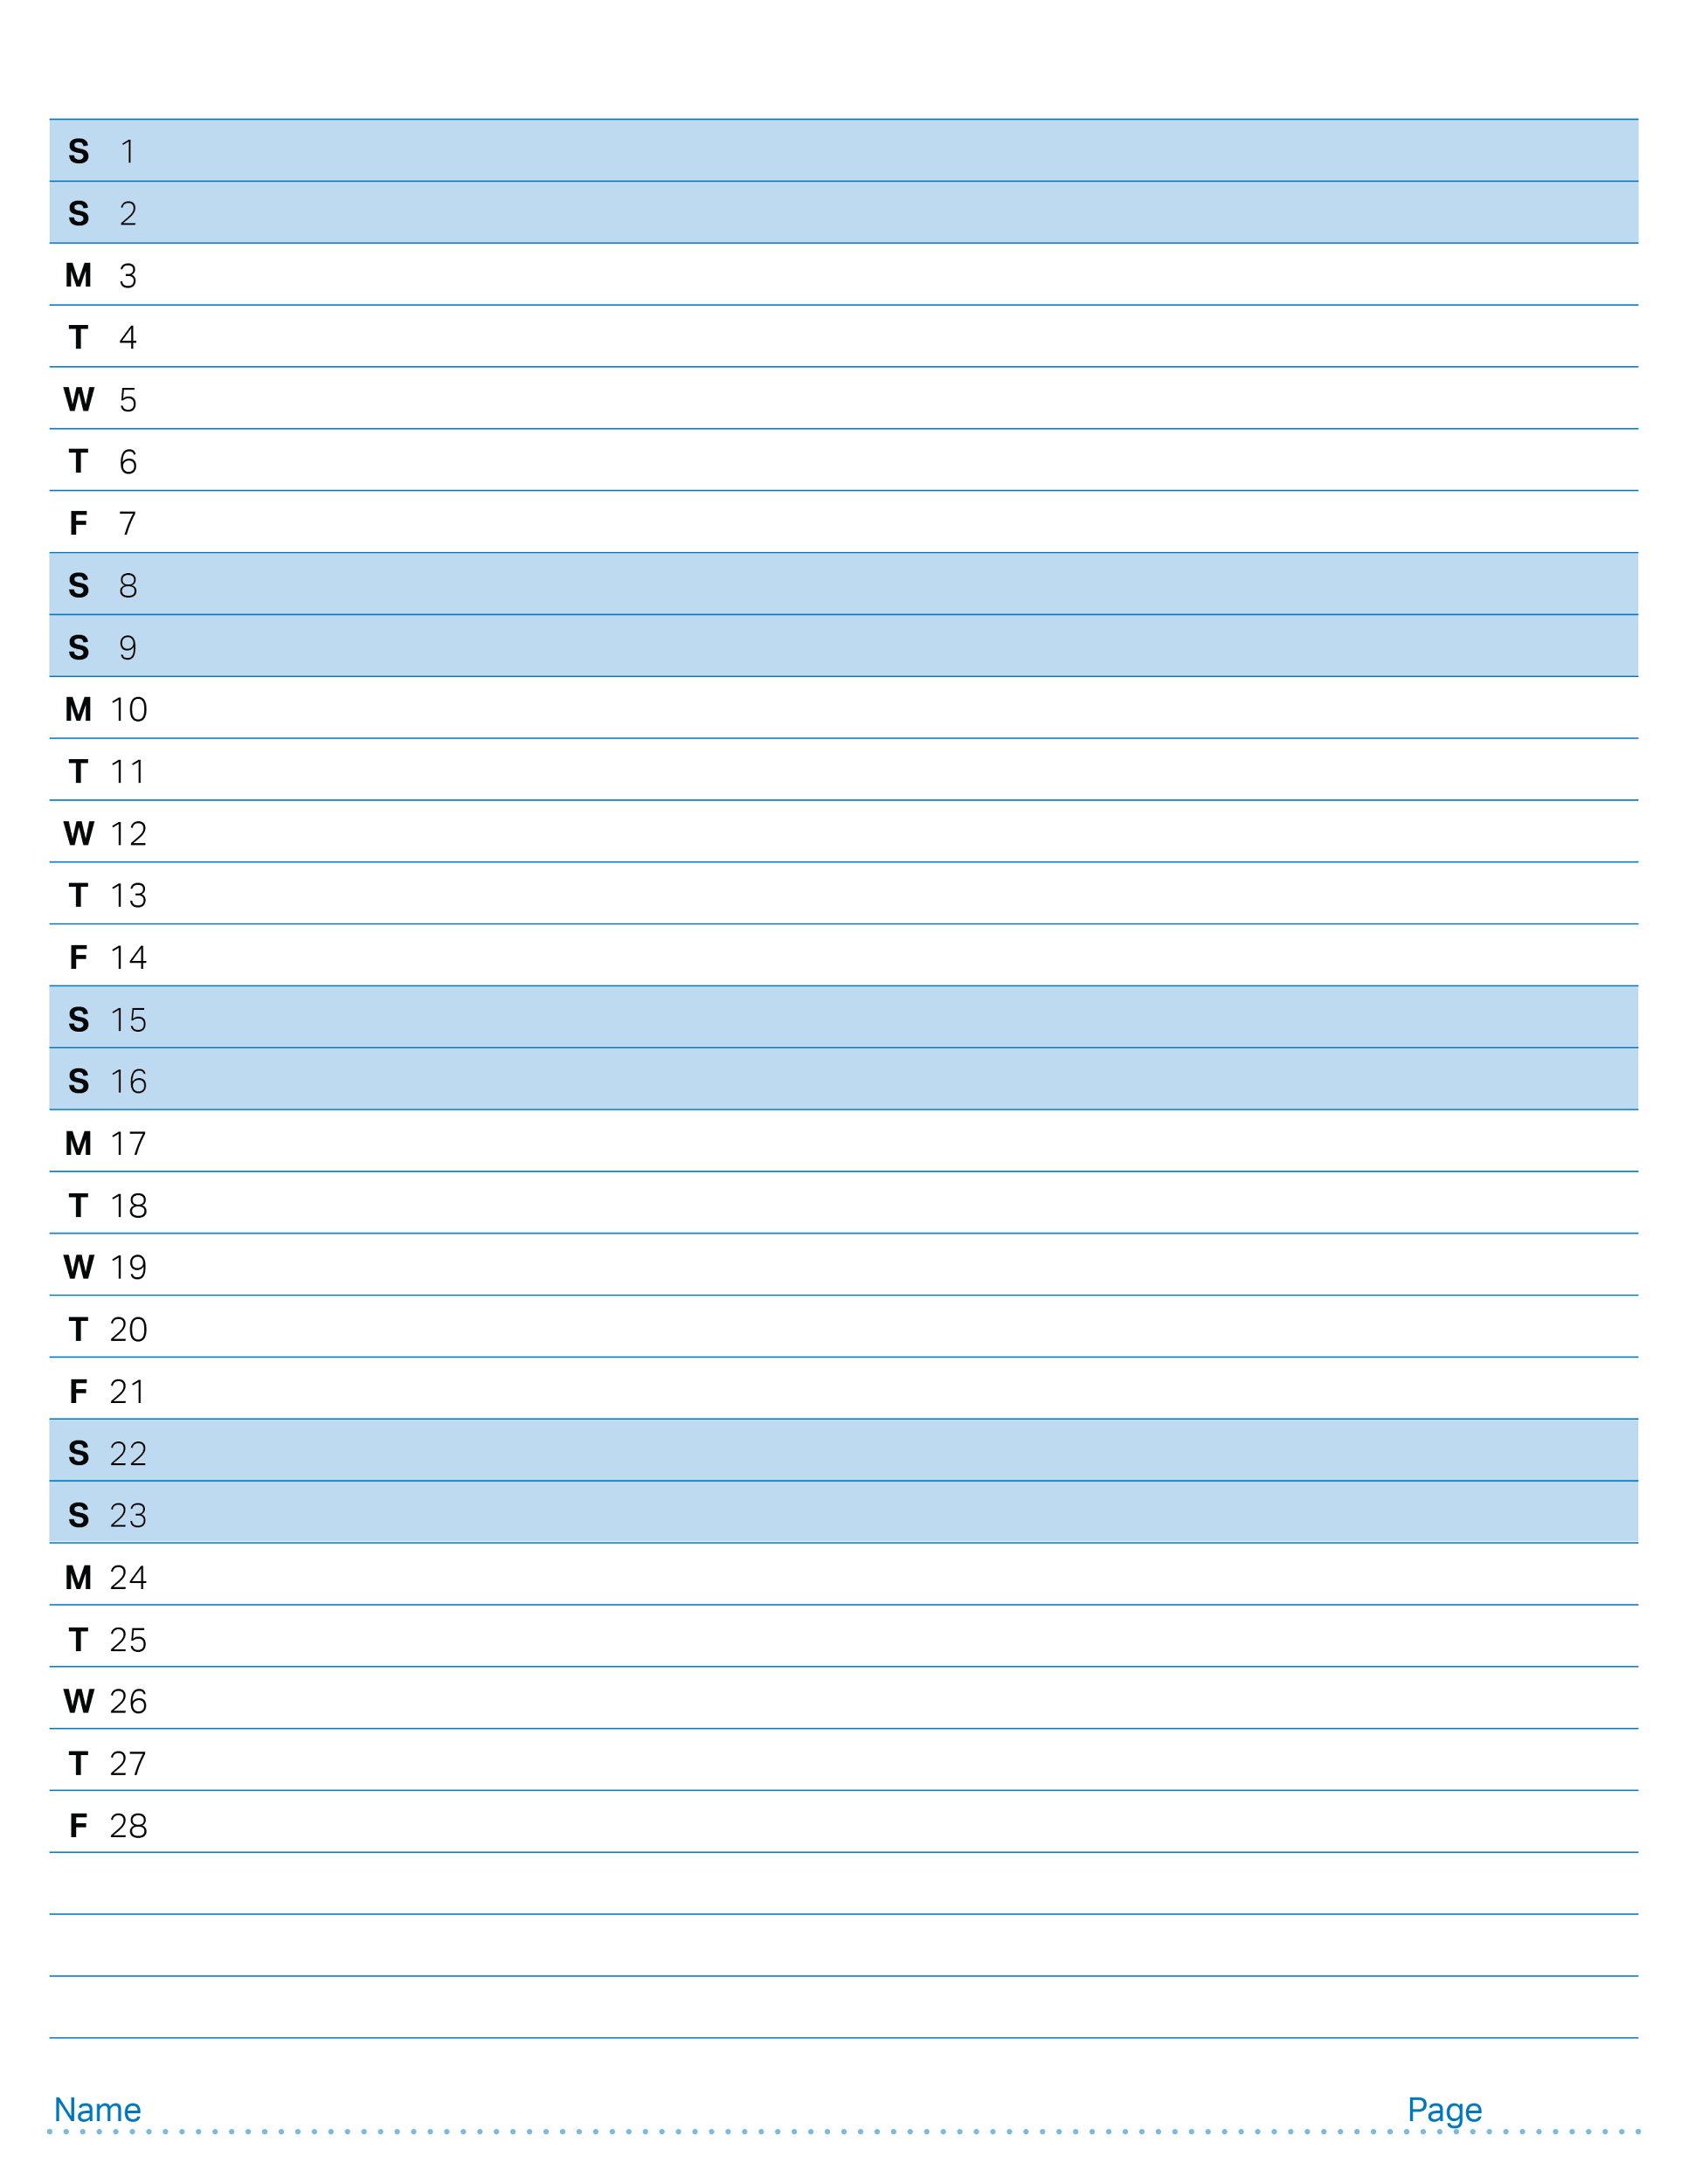 S 1
S 2
M 3
T 4
W 5
T 6
F 7
S 8
S 9
M 10
T 11
W 12
T 13
F 14
S 15
S 16
M 17
T 18
W 19
T 20
F 21
S 22
S 23
M 24
T 25
W 26
T 27
F 28
Name Page